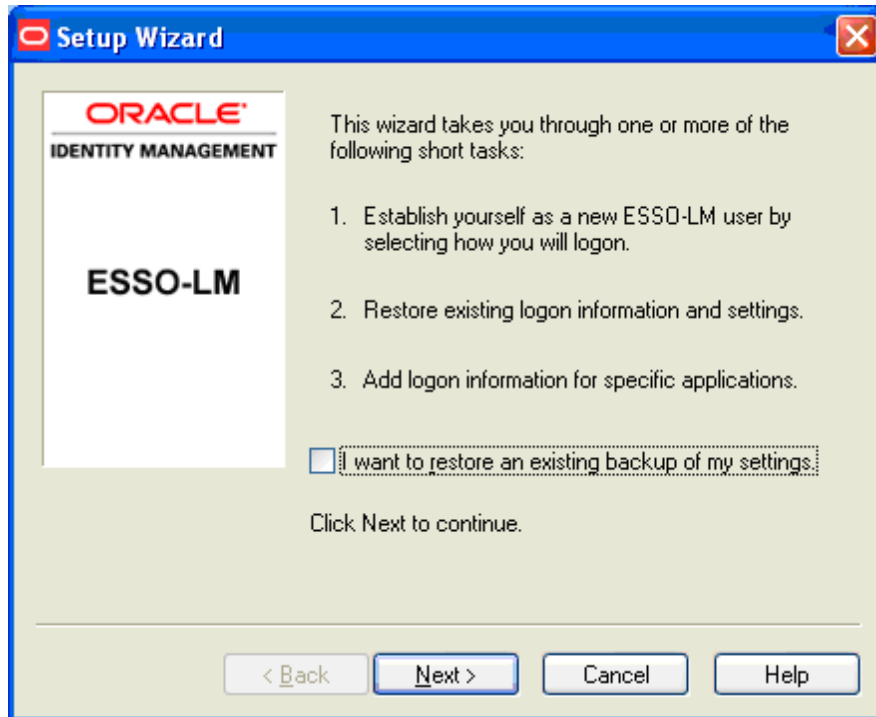 Setup Wizard
ORACLE
IDENTITY MANAGEMENT
ESSO-LM
This wizard takes you through one or more of the
following short tasks:
1. Establish yourself as a new ESSO-LM user by
selecting how you will logon.
2. Restore existing logon information and settings.
3. Add logon information for specific applications.
I want to restore an existing backup of my settings.
Click Next to continue.
< Back
Next >
Cancel
Help